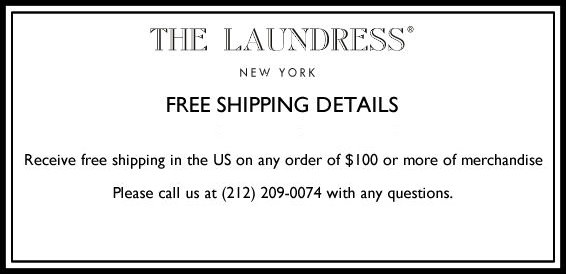 THE LAUNDRESS®
NEW YORK
FREE SHIPPING DETAILS
Receive free shipping in the US on any order of $100 or more of merchandise
Please call us at (212) 209-0074 with any questions.